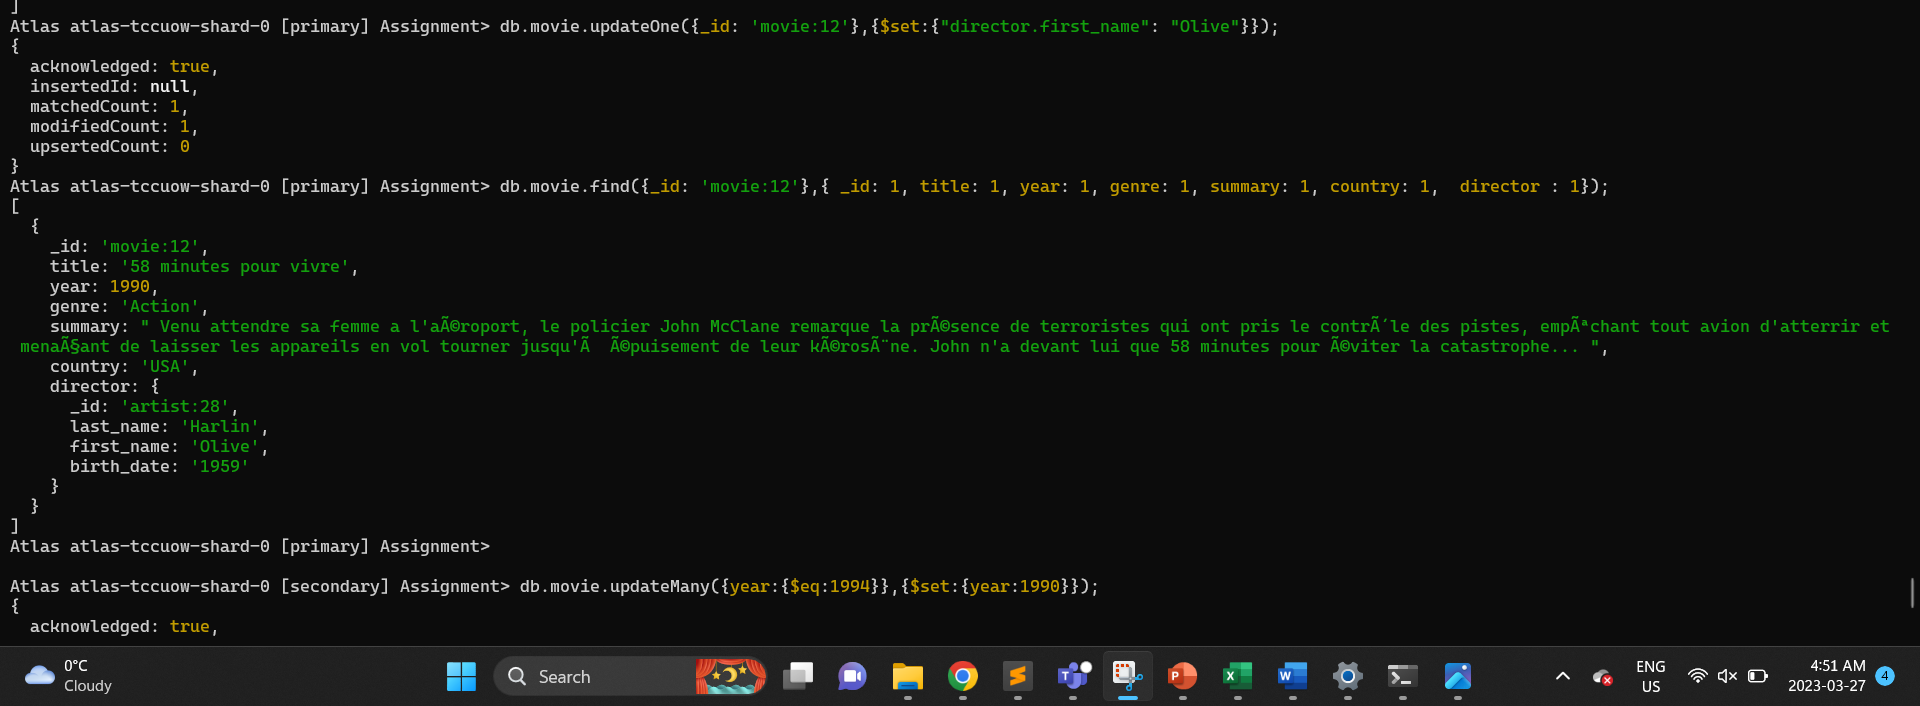 ]
Atlas atlas-tccuow-shard-0 [primary] Assignment> db.movie.updateOne({_id: 'movie:12'},{$set:{"director.first_name": "Olive"}});
{
  acknowledged: true,
  insertedId: null,
  matchedCount: 1,
  modifiedCount: 1,
  upsertedCount: 0
}
Atlas atlas-tccuow-shard-0 [primary] Assignment> db.movie.find({_id: 'movie:12'},{ _id: 1, title: 1, year: 1, genre: 1, summary: 1, country: 1,  director : 1});
[
  {
    _id: 'movie:12',
    title: '58 minutes pour vivre',
    year: 1990,
    genre: 'Action',
    summary: " Venu attendre sa femme a l'aÃ©roport, le policier John McClane remarque la prÃ©sence de terroristes qui ont pris le contrÃ´le des pistes, empÃªchant tout avion d'atterrir et
 menaÃ§ant de laisser les appareils en vol tourner jusqu'Ã  Ã©puisement de leur kÃ©rosÃ¨ne. John n'a devant lui que 58 minutes pour Ã©viter la catastrophe... ",
    country: 'USA',
    director: {
      _id: 'artist:28',
      last_name: 'Harlin',
      first_name: 'Olive',
      birth_date: '1959'
    }
  }
]
Atlas atlas-tccuow-shard-0 [primary] Assignment>
Atlas atlas-tccuow-shard-0 [secondary] Assignment> db.movie.updateMany({year:{$eq:1994}},{$set:{year:1990}});
{
  acknowledged: true,
0°C
Cloudy
Search
ENG
US
4:51 AM
2023-03-27
4